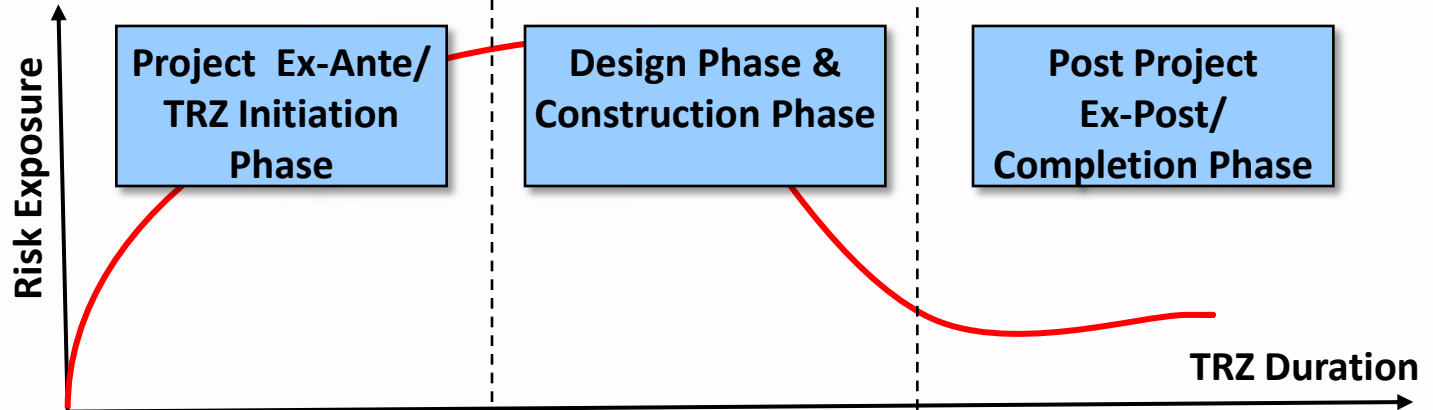 Risk Exposure
Project Ex-Ante/
TRZ Initiation
Phase
Design Phase &
Construction Phase
Post Project
Ex-Post/
Completion Phase
TRZ Duration